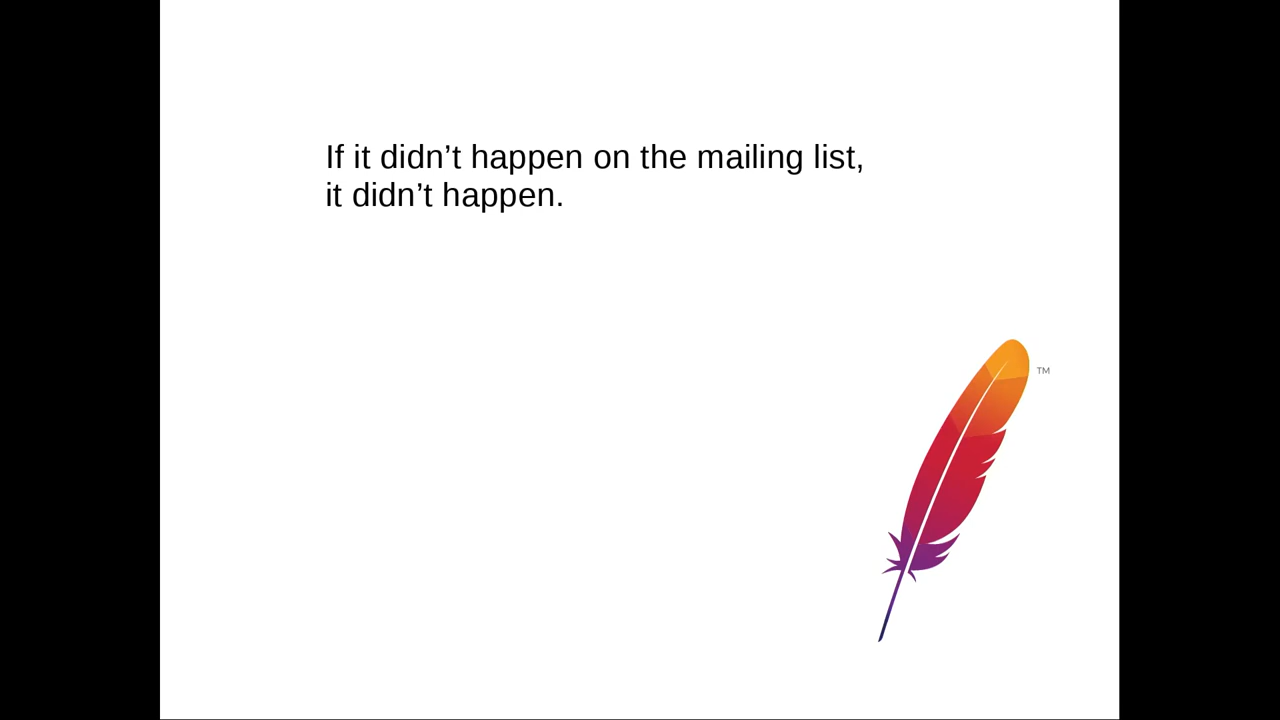 If it didn’t happen on the mailing list,
it didn’t happen.
TM